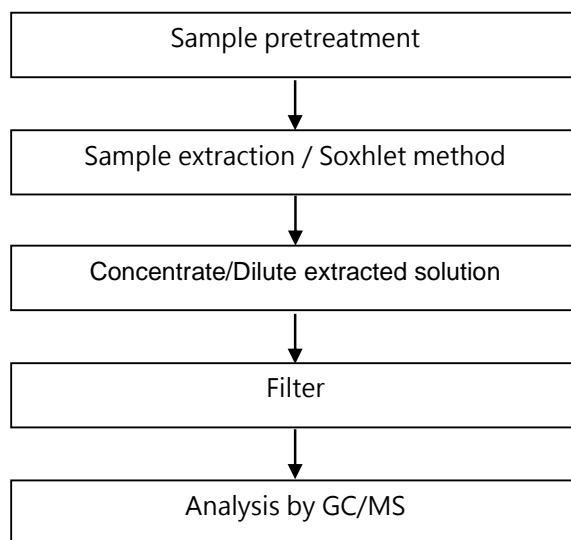 Sample pretreatment
Sample extraction / Soxhlet method
Concentrate/Dilute extracted solution
Filter
Analysis by GC/MS